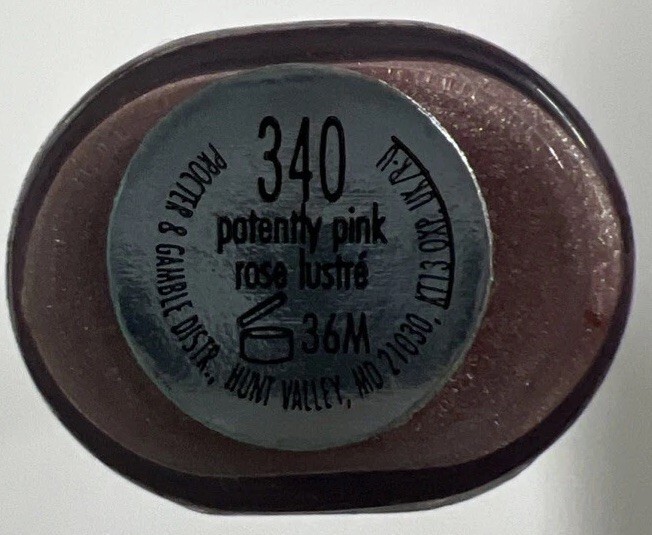 340
potently pink
rose lustré
36M
PROCTER & GAMBLE DISTR., HUNT VALLEY, MD 21030, KT13 0XP, UK/R-U